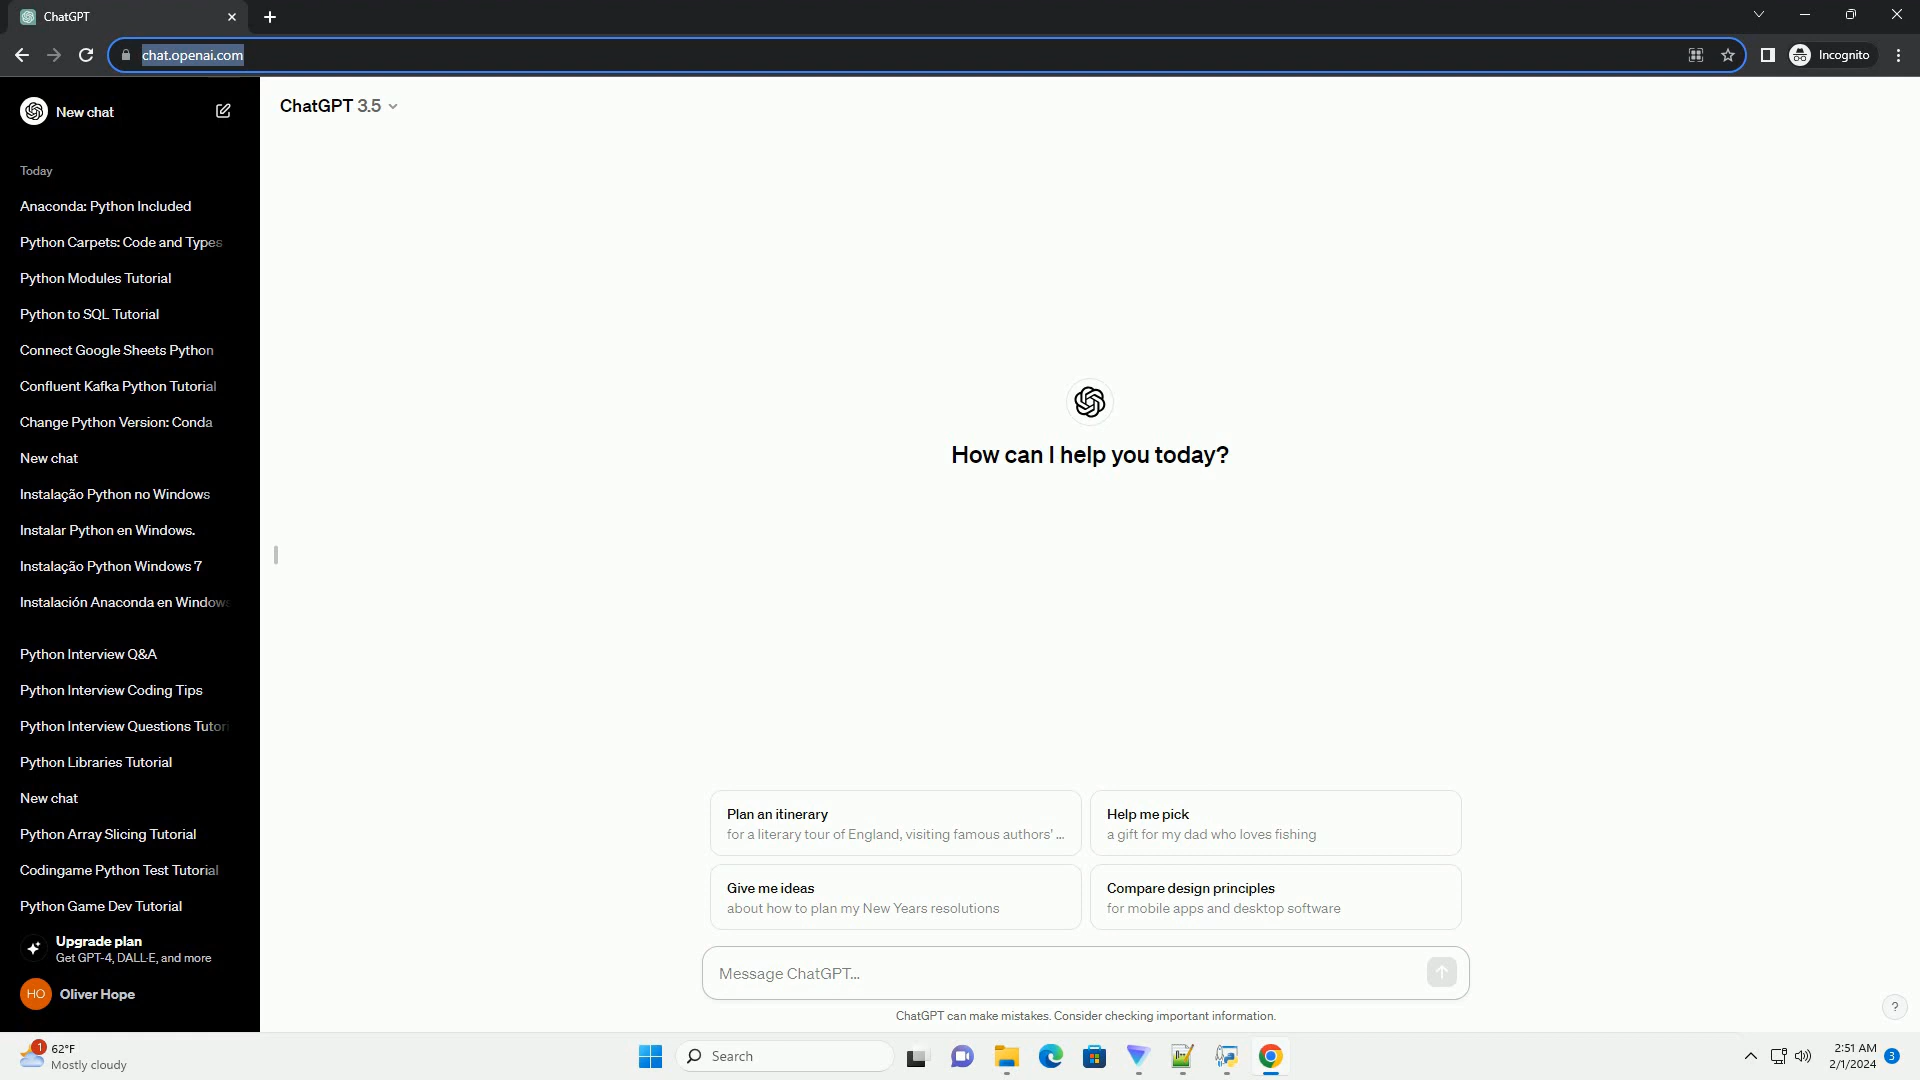 ChatGPT
chat.openai.com
Incognito
New chat
ChatGPT 3.5
Today
Anaconda: Python Included
Python Carpets: Code and Types
Python Modules Tutorial
Python to SQL Tutorial
Connect Google Sheets Python
Confluent Kafka Python Tutorial
Change Python Version: Conda
New chat
Instalação Python no Windows
Instalar Python en Windows.
Instalação Python Windows 7
Instalación Anaconda en Windows
Python Interview Q&A
Python Interview Coding Tips
Python Interview Questions Tutori
Python Libraries Tutorial
New chat
Python Array Slicing Tutorial
Codingame Python Test Tutorial
Python Game Dev Tutorial
Upgrade plan
Get GPT-4, DALL·E, and more
HO
Oliver Hope
How can I help you today?
Plan an itinerary
for a literary tour of England, visiting famous authors' ...
Help me pick
a gift for my dad who loves fishing
Give me ideas
about how to plan my New Years resolutions
Compare design principles
for mobile apps and desktop software
Message ChatGPT...
ChatGPT can make mistakes. Consider checking important information.
?
1
62°F
Mostly cloudy
Search
2:51 AM
2/1/2024
3